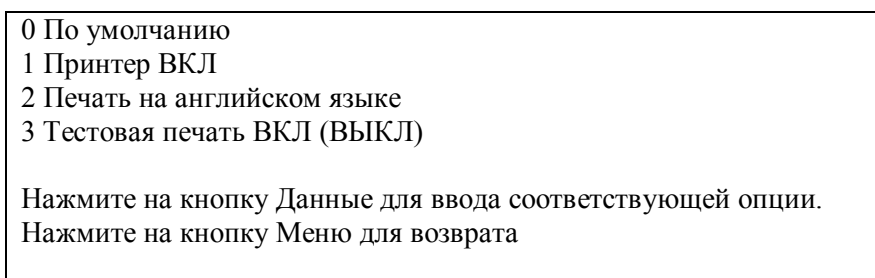 0 По умолчанию
1 Принтер ВКЛ
2 Печать на английском языке
3 Тестовая печать ВКЛ (ВЫКЛ)
Нажмите на кнопку Данные для ввода соответствующей опции.
Нажмите на кнопку Меню для возврата